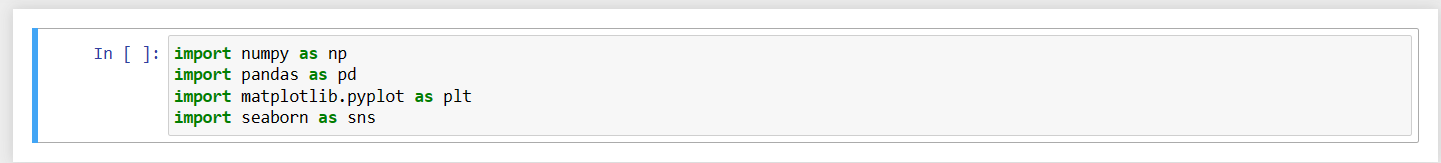 In [ ]: import numpy as np
import pandas as pd
import matplotlib.pyplot as plt
import seaborn as sns